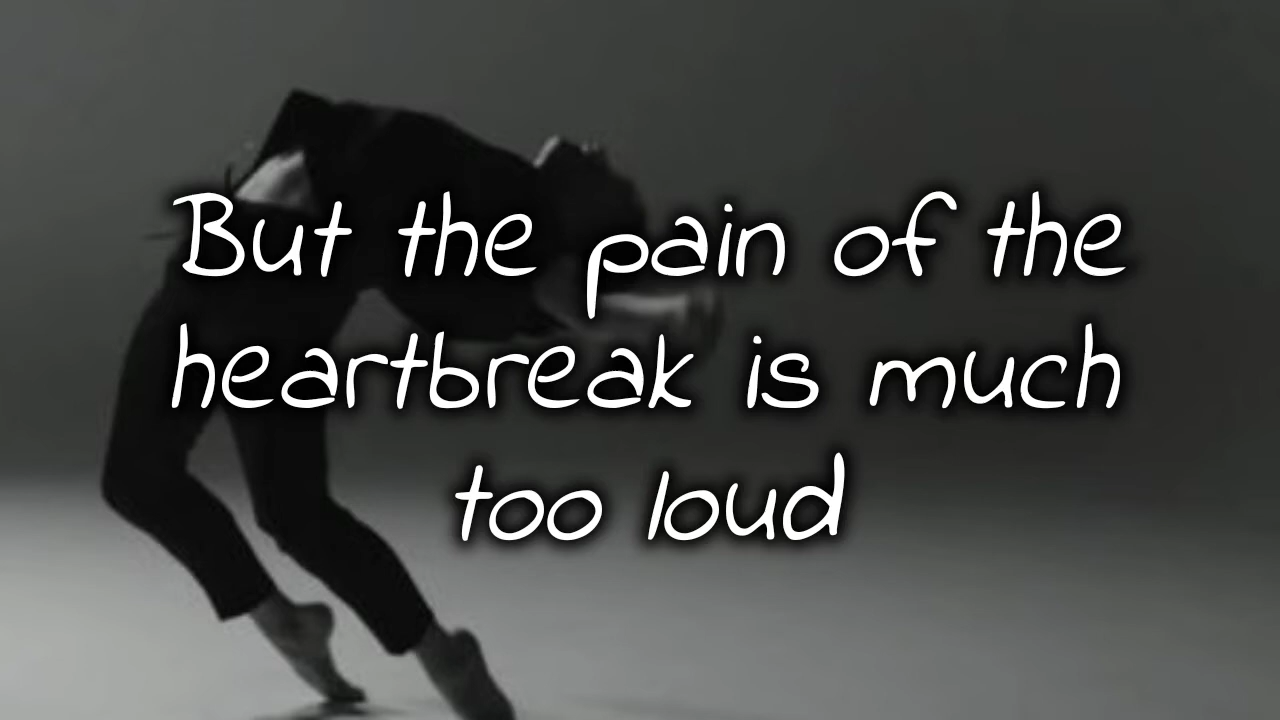 But the pain of the
heartbreak is much
too loud